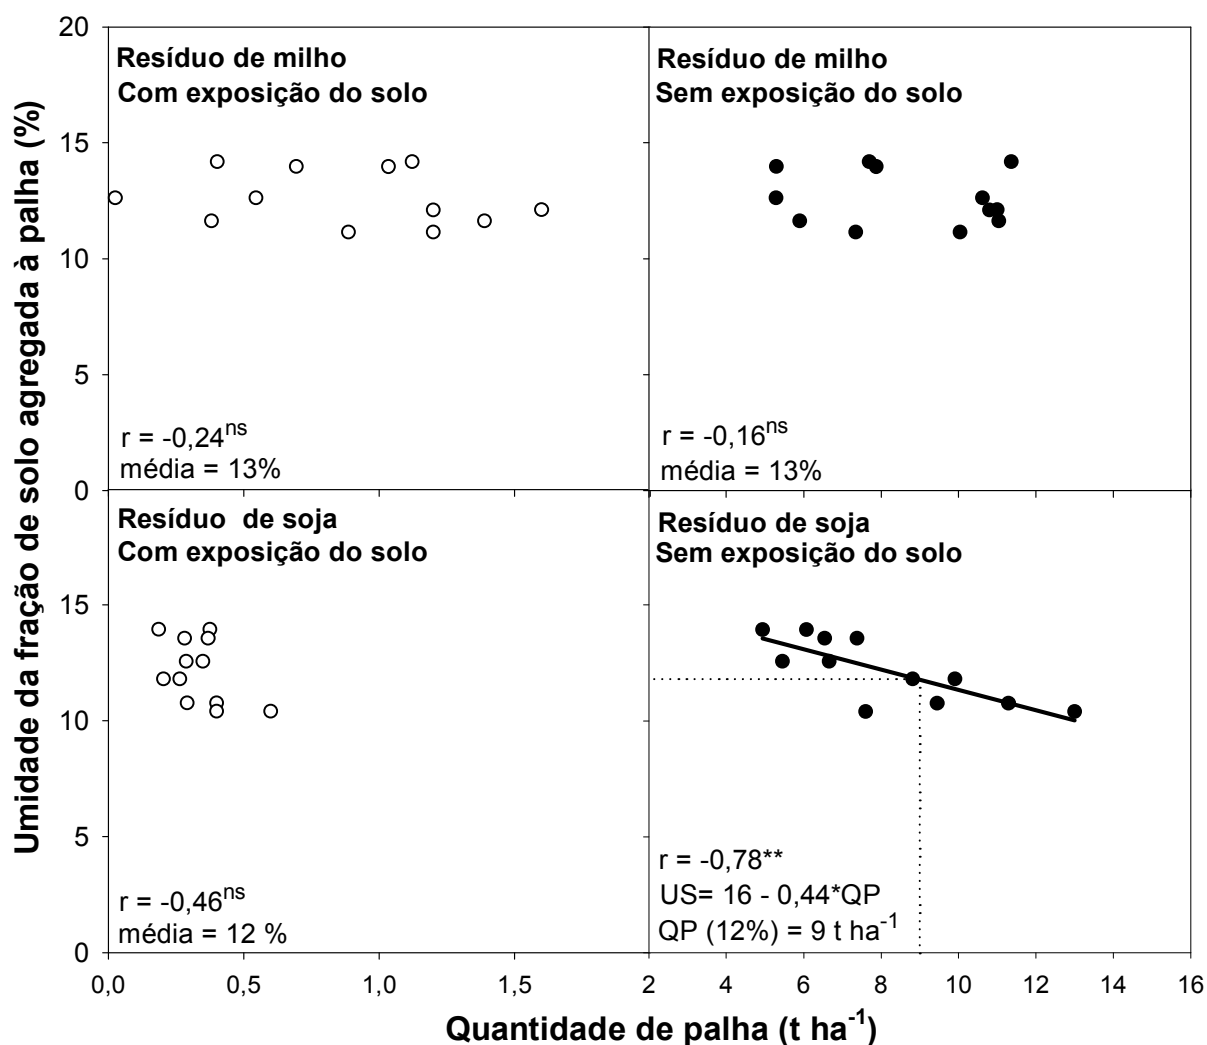 Umidade da fração de solo agregada à palha (%)
20
15
10
5
0
15
10
5
0
Resíduo de milho
Com exposição do solo
r = -0,24ns
média = 13%
Resíduo de milho
Sem exposição do solo
r = -0,16ns
média = 13%
Resíduo de soja
Com exposição do solo
r = -0,46ns
média = 12 %
Resíduo de soja
Sem exposição do solo
r = -0,78**
US= 16 - 0,44*QP
QP (12%) = 9 t ha-1
0,0 0,5 1,0 1,5 2 4 6 8 10 12 14 16
Quantidade de palha (t ha-1)